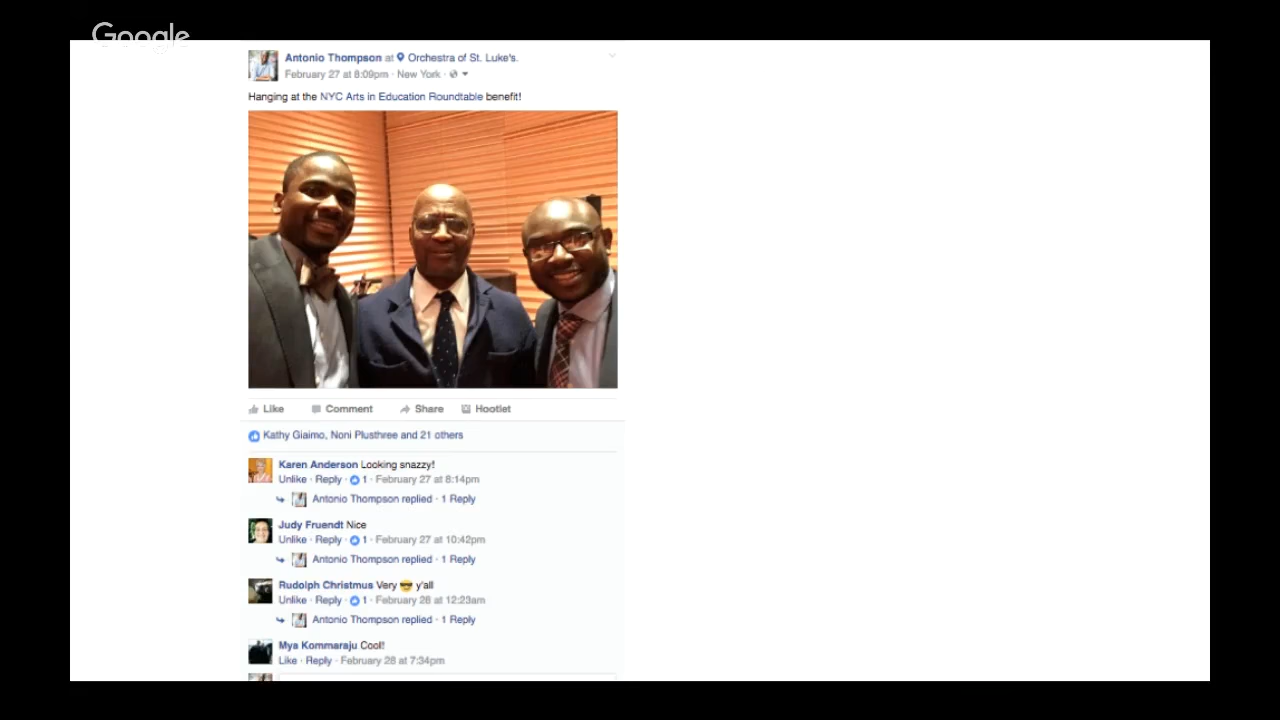 Google
Antonio Thompson at Orchestra of St. Luke's.
February 27 at 8:09pm · New York ·
Hanging at the NYC Arts in Education Roundtable benefit!
Like Comment Share Hootlet
Kathy Giaimo, Noni Plusthree and 21 others
Karen Anderson Looking snazzy!
Unlike · Reply · 1 · February 27 at 8:14pm
Antonio Thompson replied · 1 Reply
Judy Fruendt Nice
Unlike · Reply · 1 · February 27 at 10:42pm
Antonio Thompson replied · 1 Reply
Rudolph Christmus Very 😎 y'all
Unlike · Reply · 1 · February 28 at 12:23am
Antonio Thompson replied · 1 Reply
Mya Kommaraju Cool!
Like · Reply · February 28 at 7:34pm